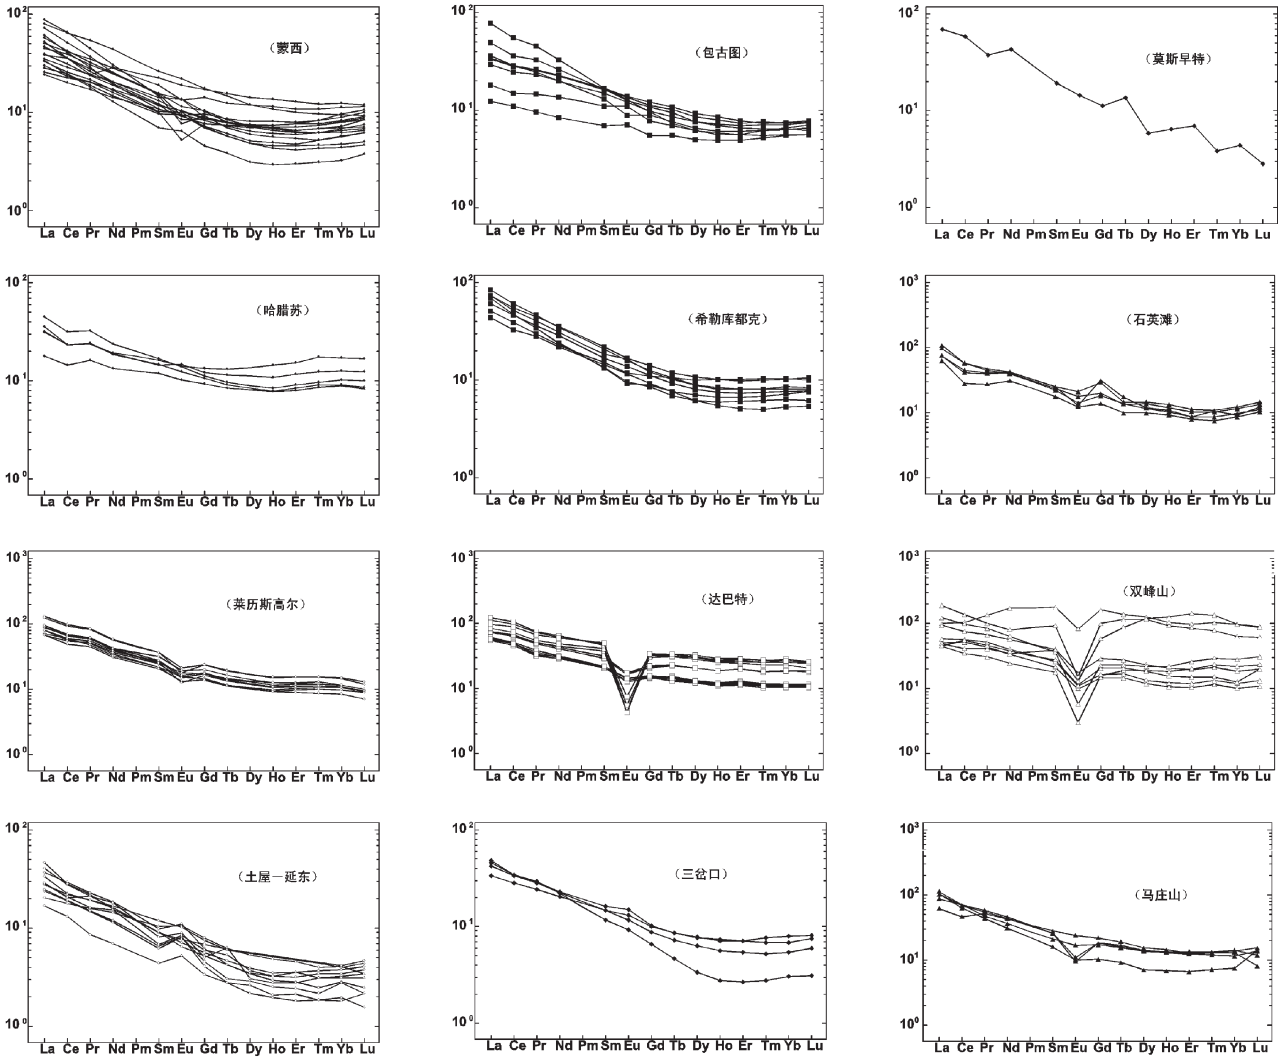 10²
(蒙西)
10¹
10⁰
La Ce Pr Nd Pm Sm Eu Gd Tb Dy Ho Er Tm Yb Lu
10²
(包古图)
10¹
10⁰
La Ce Pr Nd Pm Sm Eu Gd Tb Dy Ho Er Tm Yb Lu
10²
(莫斯早特)
10¹
10⁰
La Ce Pr Nd Pm Sm Eu Gd Tb Dy Ho Er Tm Yb Lu
10²
(哈腊苏)
10¹
10⁰
La Ce Pr Nd Pm Sm Eu Gd Tb Dy Ho Er Tm Yb Lu
10²
(希勒库都克)
10¹
10⁰
La Ce Pr Nd Pm Sm Eu Gd Tb Dy Ho Er Tm Yb Lu
10³
(石英滩)
10²
10¹
10⁰
La Ce Pr Nd Pm Sm Eu Gd Tb Dy Ho Er Tm Yb Lu
10³
(莱历斯高尔)
10²
10¹
10⁰
La Ce Pr Nd Pm Sm Eu Gd Tb Dy Ho Er Tm Yb Lu
10³
(达巴特)
10²
10¹
10⁰
La Ce Pr Nd Pm Sm Eu Gd Tb Dy Ho Er Tm Yb Lu
10³
(双峰山)
10²
10¹
10⁰
La Ce Pr Nd Pm Sm Eu Gd Tb Dy Ho Er Tm Yb Lu
10²
(土屋—延东)
10¹
10⁰
La Ce Pr Nd Pm Sm Eu Gd Tb Dy Ho Er Tm Yb Lu
10²
(三岔口)
10¹
10⁰
La Ce Pr Nd Pm Sm Eu Gd Tb Dy Ho Er Tm Yb Lu
10³
(马庄山)
10²
10¹
10⁰
La Ce Pr Nd Pm Sm Eu Gd Tb Dy Ho Er Tm Yb Lu